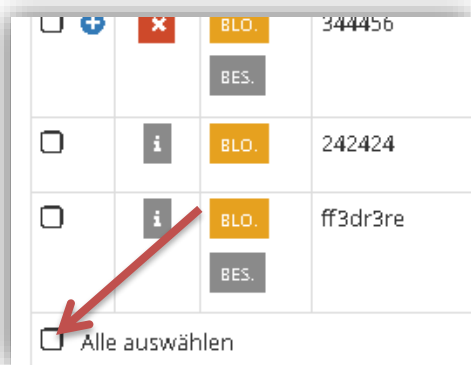 BLO. 344456
BES.
i BLO. 242424
i BLO. ff3dr3re
BES.
Alle auswählen